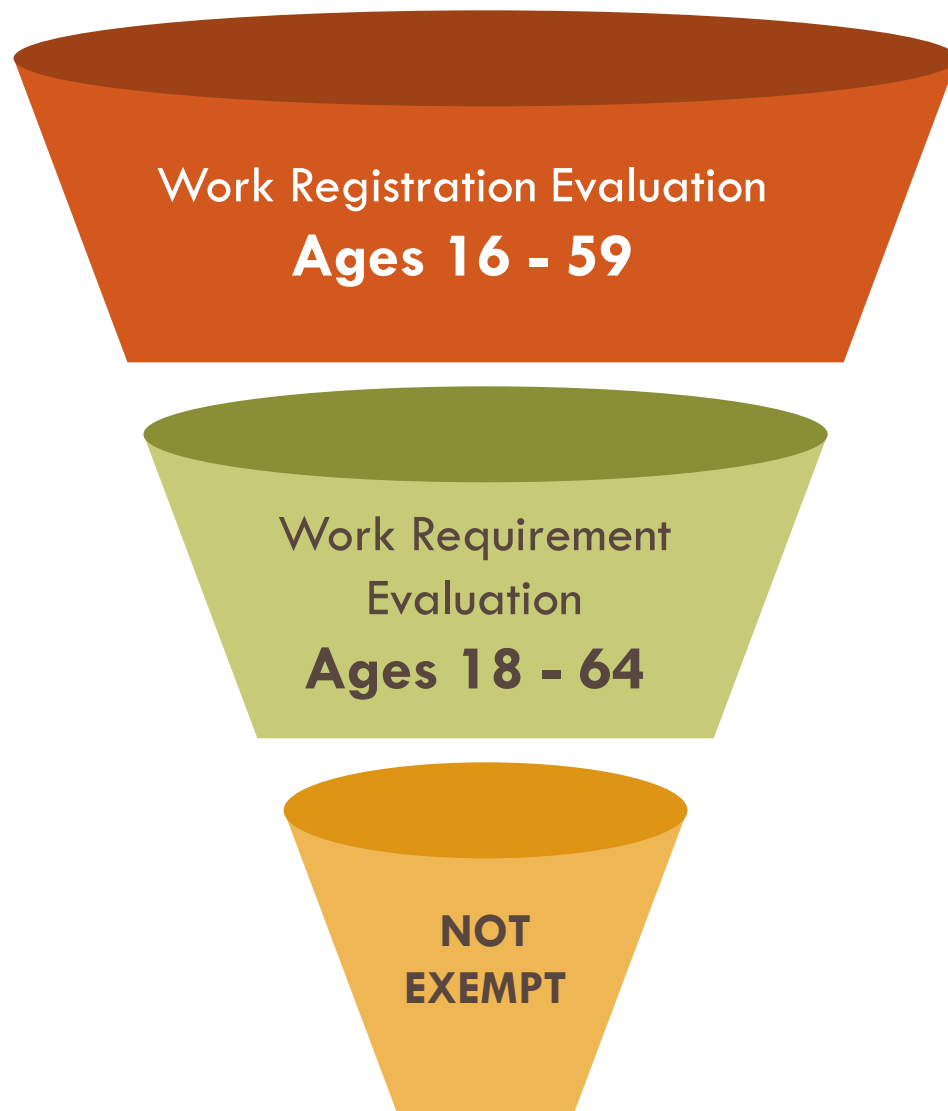 Work Registration Evaluation
Ages 16 - 59
Work Requirement
Evaluation
Ages 18 - 64
NOT
EXEMPT